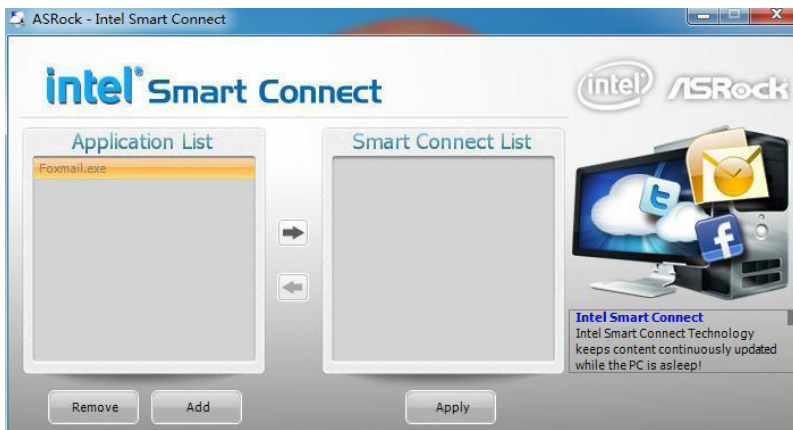 ASRock - Intel Smart Connect
intel® Smart Connect
intel ASRock
Application List
Smart Connect List
Foxmail.exe
Intel Smart Connect
Intel Smart Connect Technology
keeps content continuously updated
while the PC is asleep!
Remove
Add
Apply